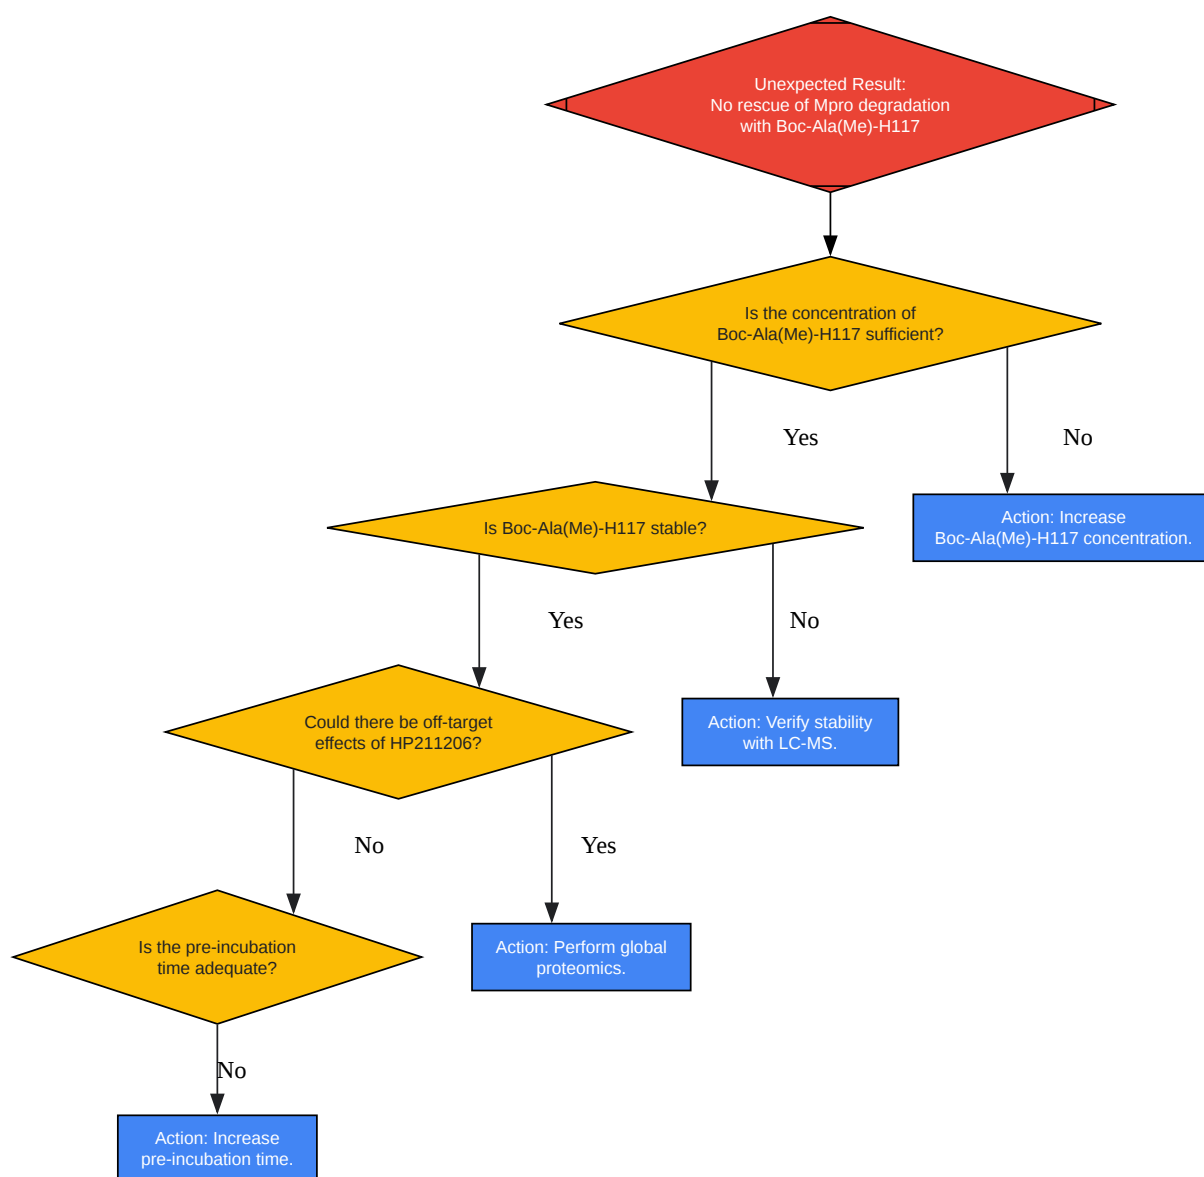 Unexpected Result:
No rescue of Mpro degradation
with Boc-Ala(Me)-H117
Is the concentration of
Boc-Ala(Me)-H117 sufficient?
Yes
No
Is Boc-Ala(Me)-H117 stable?
Action: Increase
Boc-Ala(Me)-H117 concentration.
Yes
No
Could there be off-target
effects of HP211206?
Action: Verify stability
with LC-MS.
No
Yes
Is the pre-incubation
time adequate?
Action: Perform global
proteomics.
No
Action: Increase
pre-incubation time.